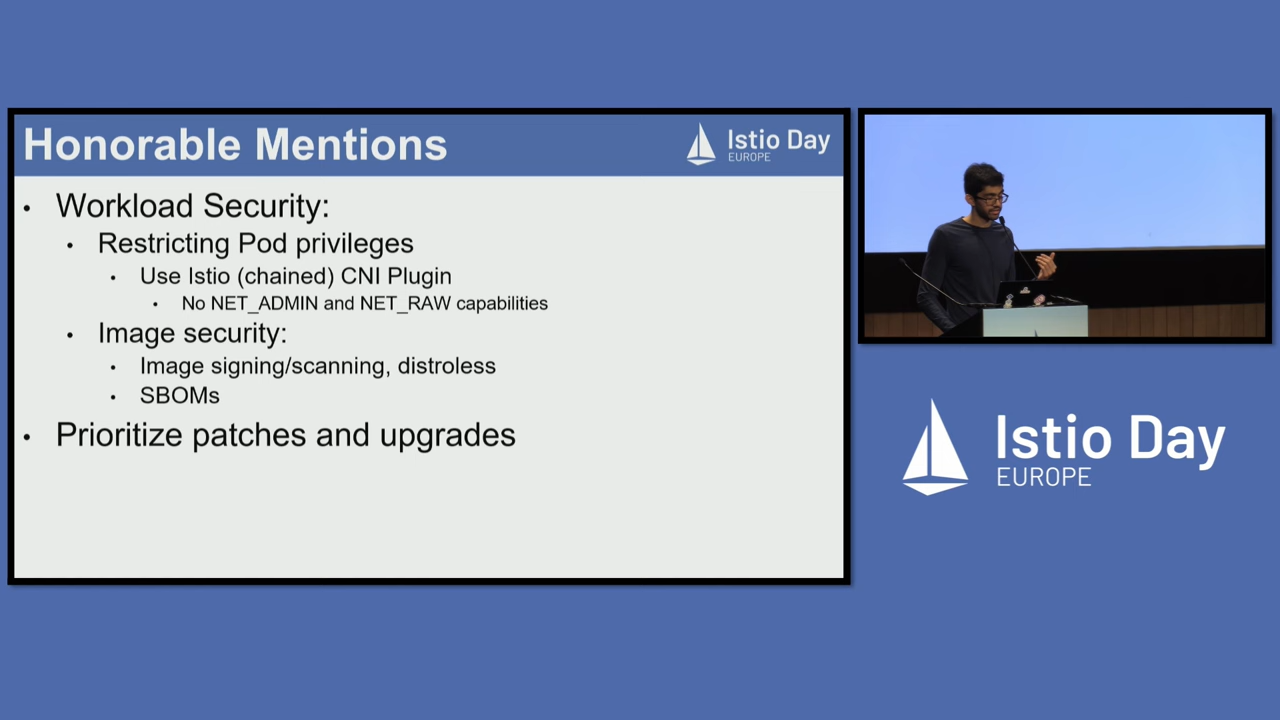 Honorable Mentions
Istio Day
EUROPE
• Workload Security:
• Restricting Pod privileges
• Use Istio (chained) CNI Plugin
• No NET_ADMIN and NET_RAW capabilities
• Image security:
• Image signing/scanning, distroless
• SBOMs
• Prioritize patches and upgrades
Istio Day
EUROPE